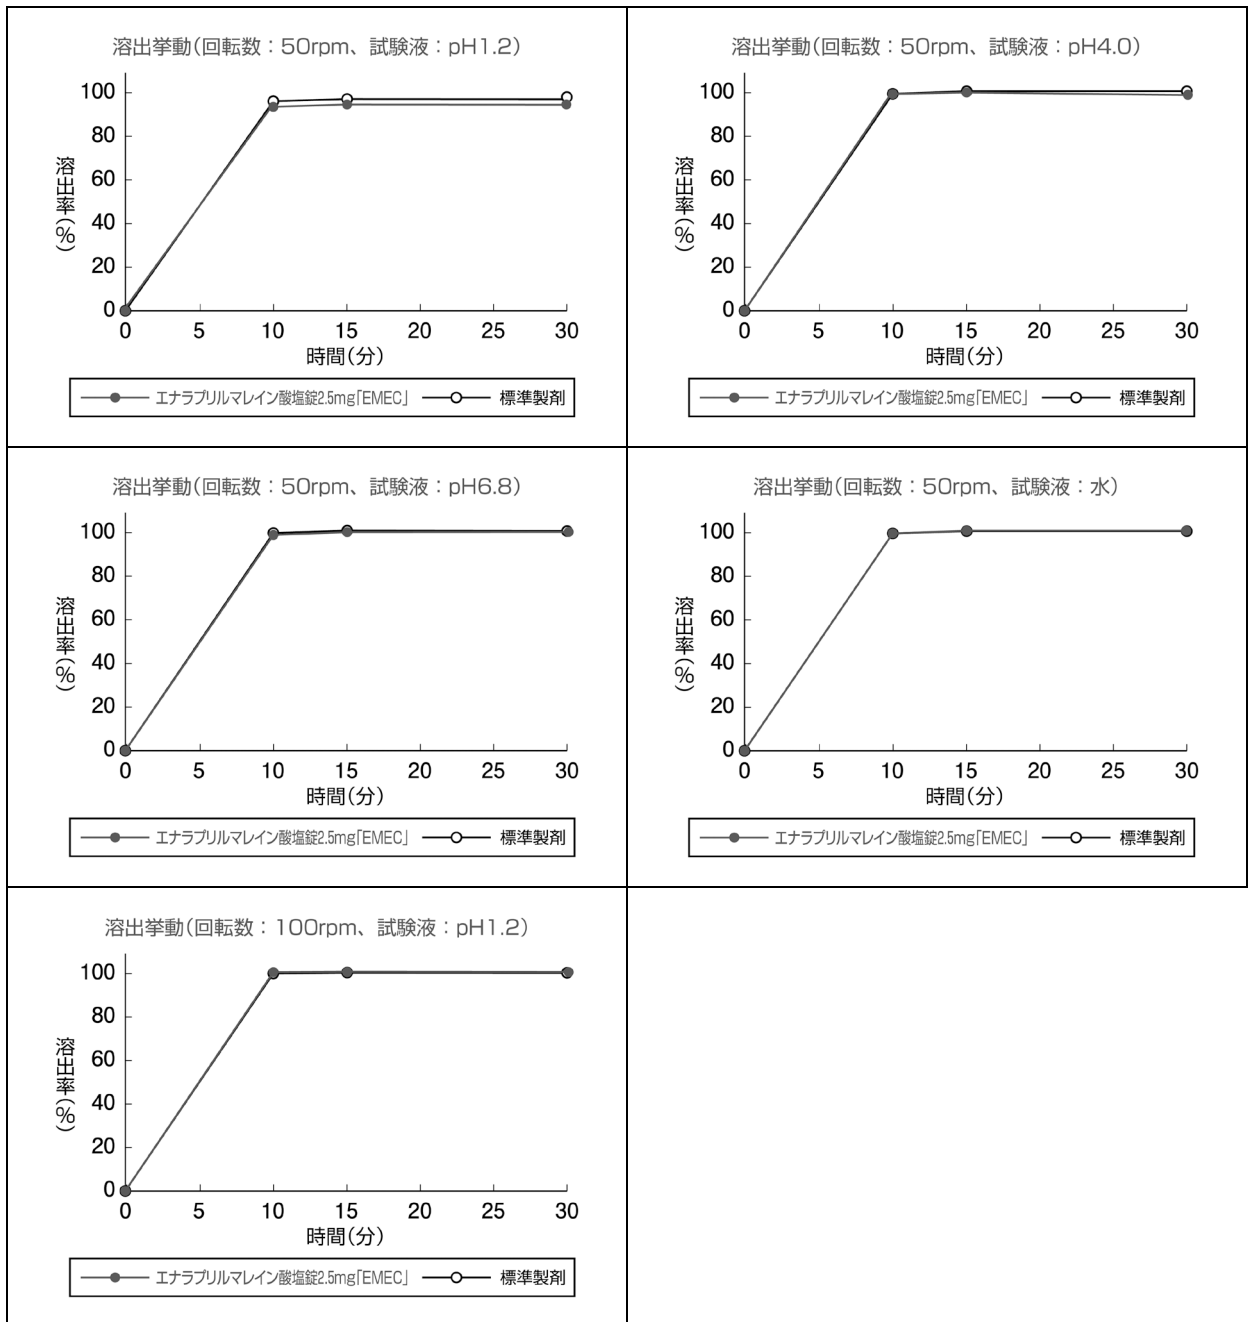 溶出挙動(回転数：50rpm、試験液：pH1.2)
100
80
60
40
20
0
溶出率(%)
0 5 10 15 20 25 30
時間(分)
エナラプリルマレイン酸塩錠2.5mg「EMEC」 標準製剤
溶出挙動(回転数：50rpm、試験液：pH4.0)
100
80
60
40
20
0
溶出率(%)
0 5 10 15 20 25 30
時間(分)
エナラプリルマレイン酸塩錠2.5mg「EMEC」 標準製剤
溶出挙動(回転数：50rpm、試験液：pH6.8)
100
80
60
40
20
0
溶出率(%)
0 5 10 15 20 25 30
時間(分)
エナラプリルマレイン酸塩錠2.5mg「EMEC」 標準製剤
溶出挙動(回転数：50rpm、試験液：水)
100
80
60
40
20
0
溶出率(%)
0 5 10 15 20 25 30
時間(分)
エナラプリルマレイン酸塩錠2.5mg「EMEC」 標準製剤
溶出挙動(回転数：100rpm、試験液：pH1.2)
100
80
60
40
20
0
溶出率(%)
0 5 10 15 20 25 30
時間(分)
エナラプリルマレイン酸塩錠2.5mg「EMEC」 標準製剤